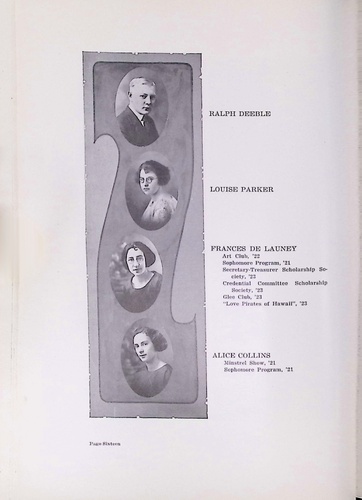 RALPH DEEBLE
LOUISE PARKER
FRANCES DE LAUNEY
Art Club, '22
Sophomore Program, '21
Secretary-Treasurer Scholarship So-
ciety, '23
Credential Committee Scholarship
Society, '23
Glee Club, '23
"Love Pirates of Hawaii", '23
ALICE COLLINS
Minstrel Show, '21
Sophomore Program, '21
Page Sixteen